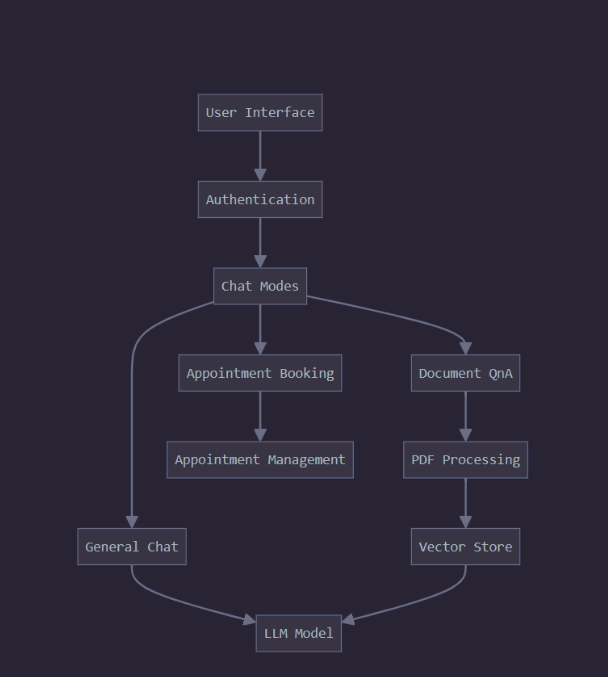 User Interface
Authentication
Chat Modes
Appointment Booking
Document QnA
Appointment Management
PDF Processing
General Chat
Vector Store
LLM Model